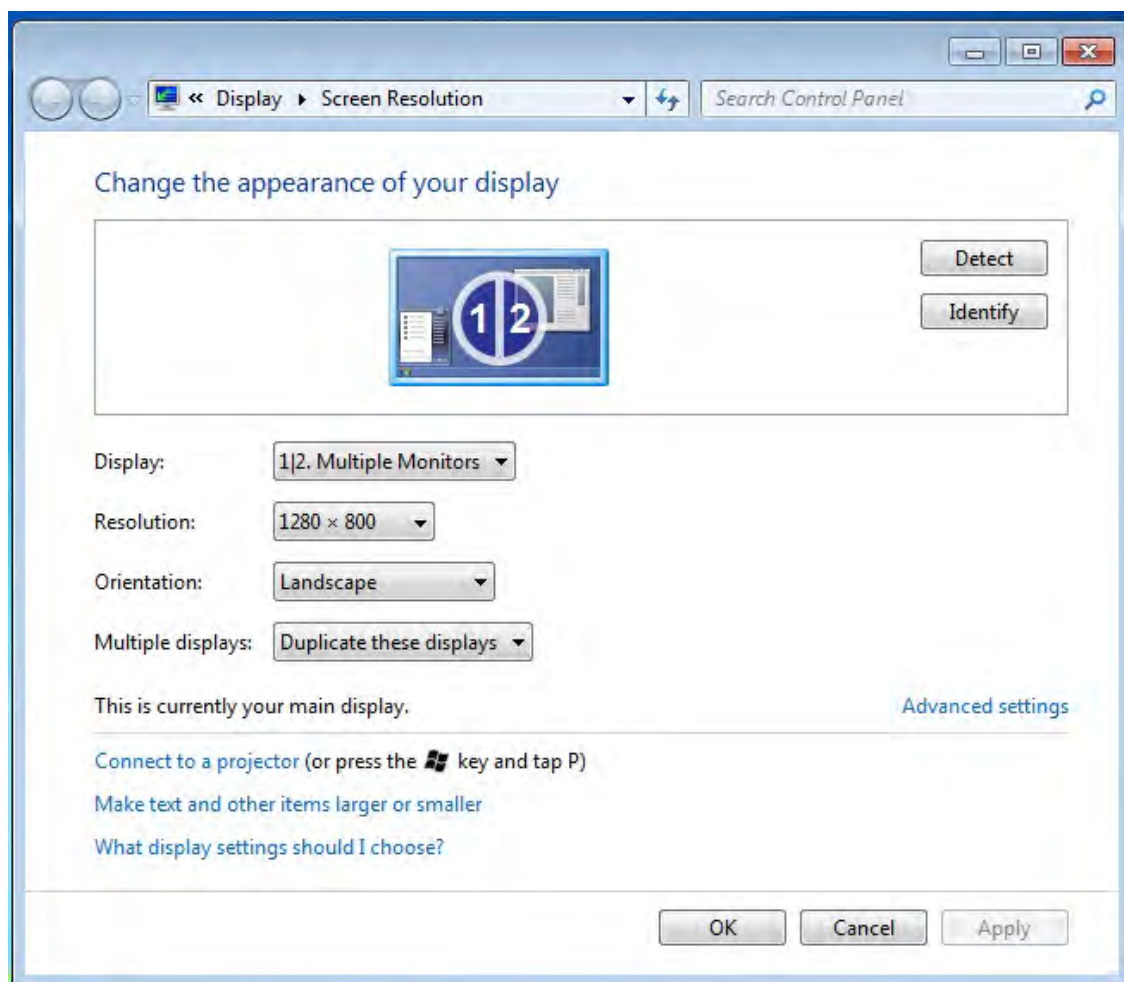 « Display ▸ Screen Resolution Search Control Panel
Change the appearance of your display
1 2
Detect
Identify
Display: 1|2. Multiple Monitors
Resolution: 1280 × 800
Orientation: Landscape
Multiple displays: Duplicate these displays
This is currently your main display. Advanced settings
Connect to a projector (or press the key and tap P)
Make text and other items larger or smaller
What display settings should I choose?
OK Cancel Apply